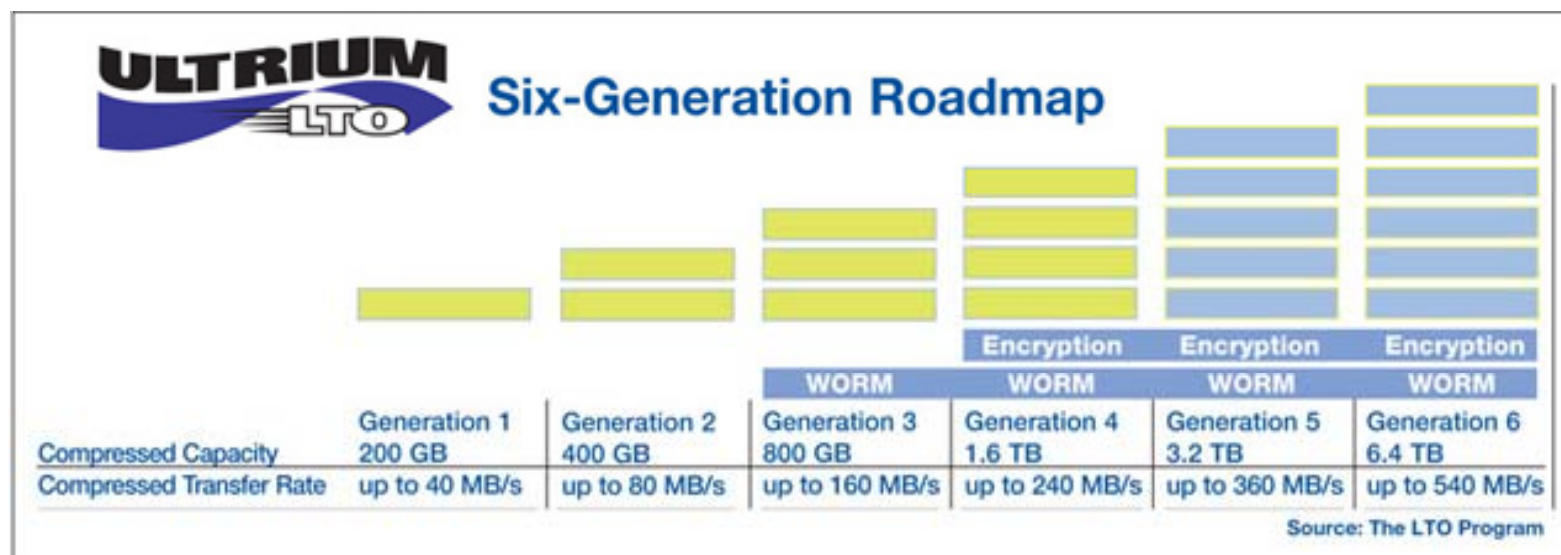 ULTRIUM
LTO
Six-Generation Roadmap
Encryption Encryption Encryption
WORM WORM WORM WORM
Generation 1 Generation 2 Generation 3 Generation 4 Generation 5 Generation 6
Compressed Capacity 200 GB 400 GB 800 GB 1.6 TB 3.2 TB 6.4 TB
Compressed Transfer Rate up to 40 MB/s up to 80 MB/s up to 160 MB/s up to 240 MB/s up to 360 MB/s up to 540 MB/s
Source: The LTO Program